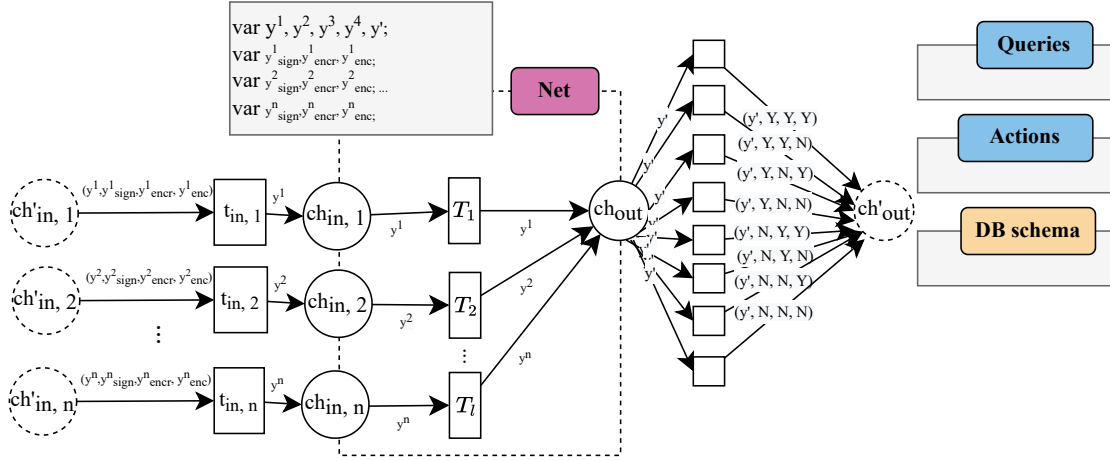 var y1, y2, y3, y4, y';
var y1sign,y1encr, y1enc;
var y2sign,y2encr, y2enc; ...
var ynsign,ynencr, ynenc;
Net
Queries
Actions
DB schema
(y1,y1sign,y1encr, y1enc)
ch'in, 1
tin, 1
y1
chin, 1
y1
T1
y1
(y2,y2sign,y2encr, y2enc)
ch'in, 2
tin, 2
y2
chin, 2
y2
T2
y2
⋮
...
(yn,ynsign,ynencr, ynenc)
ch'in, n
tin, n
yn
chin, n
yn
Tl
yn
chout
y'
y'
y'
y'
y'
y'
y'
(y', Y, Y, Y)
(y', Y, Y, N)
(y', Y, N, Y)
(y', Y, N, N)
(y', N, Y, Y)
(y', N, Y, N)
(y', N, N, Y)
(y', N, N, N)
ch'out